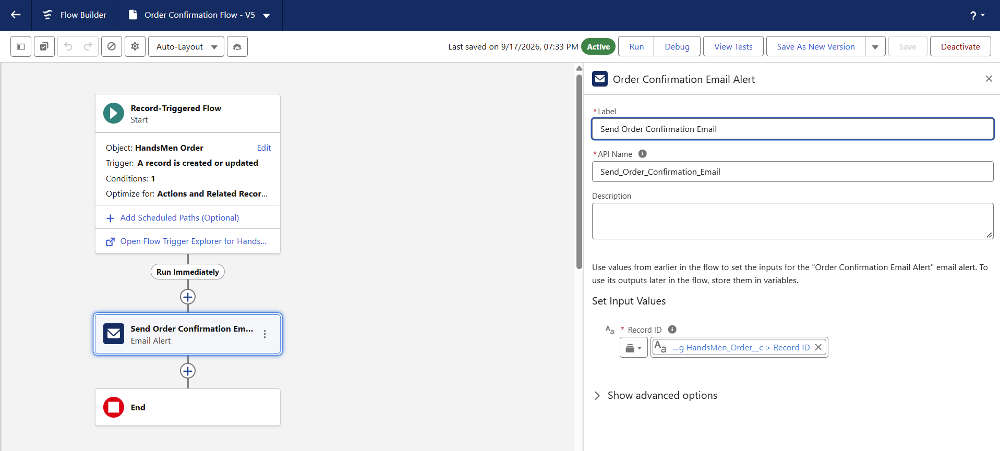 Flow Builder
Order Confirmation Flow - V5
?
Auto-Layout
Last saved on 9/17/2026, 07:33 PM
Active
Run
Debug
View Tests
Save As New Version
Save
Deactivate
Record-Triggered Flow
Start
Object: HandsMen Order
Edit
Trigger: A record is created or updated
Conditions: 1
Optimize for: Actions and Related Recor...
Add Scheduled Paths (Optional)
Open Flow Trigger Explorer for Hands...
Run Immediately
Send Order Confirmation Em...
Email Alert
End
Order Confirmation Email Alert
* Label
Send Order Confirmation Email
* API Name
Send_Order_Confirmation_Email
Description
Use values from earlier in the flow to set the inputs for the "Order Confirmation Email Alert" email alert. To
use its outputs later in the flow, store them in variables.
Set Input Values
Aa * Record ID
Aa ...g HandsMen_Order__c > Record ID
Show advanced options